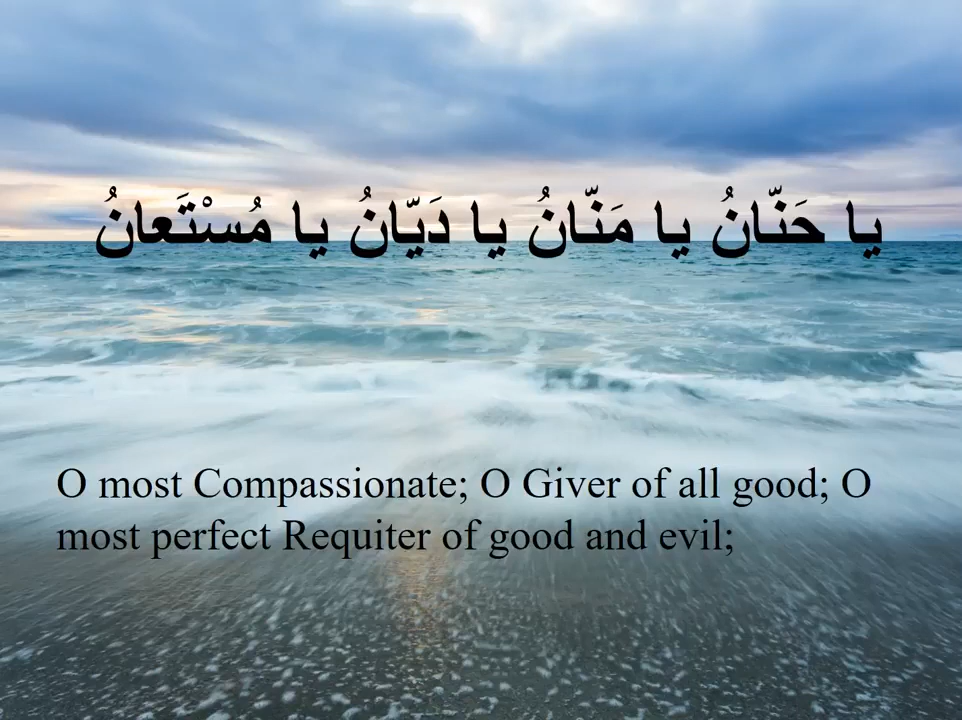 يا حَنّانُ يا مَنّانُ يا دَيّانُ يا مُسْتَعانُ
O most Compassionate; O Giver of all good; O
most perfect Requiter of good and evil;